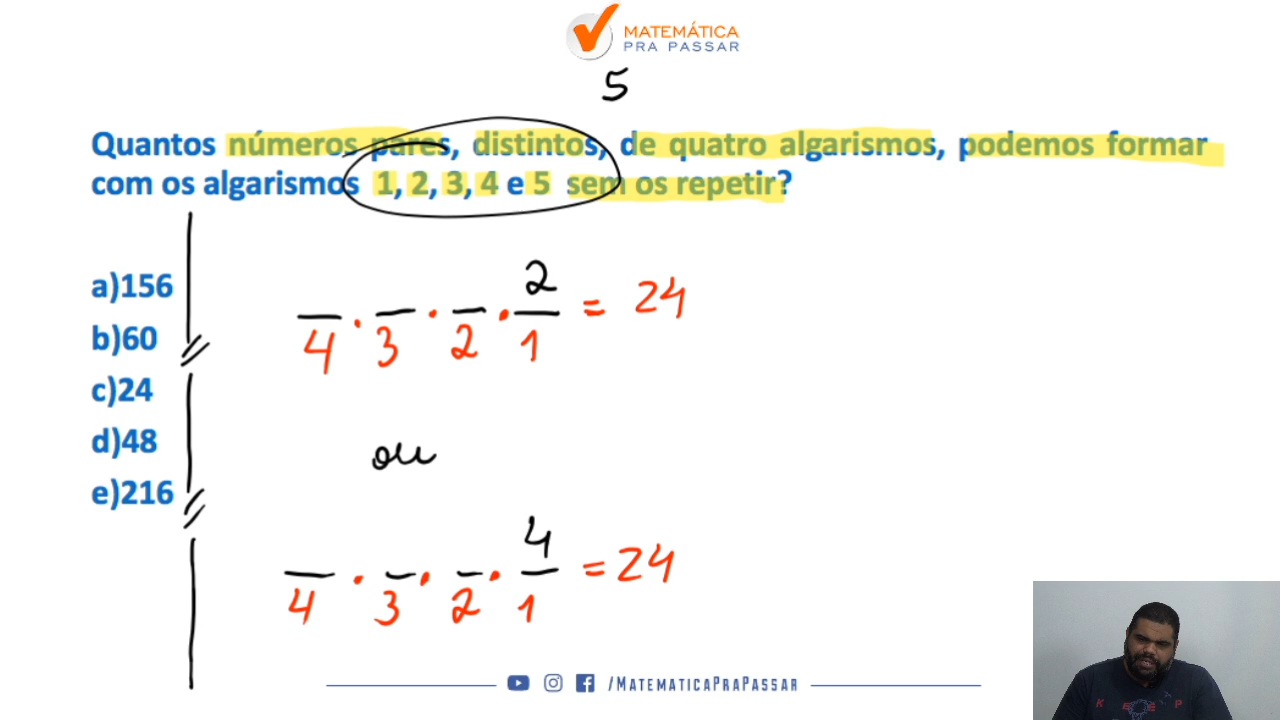 MATEMÁTICA
PRA PASSAR
5
Quantos números pares, distintos, de quatro algarismos, podemos formar
com os algarismos 1, 2, 3, 4 e 5 sem os repetir?
a)156
b)60
c)24
d)48
e)216
2
4 · 3 · 2 · 1 = 24
ou
4
4 · 3 · 2 · 1 = 24
/MATEMATICAPRAPASSAR
K E E P